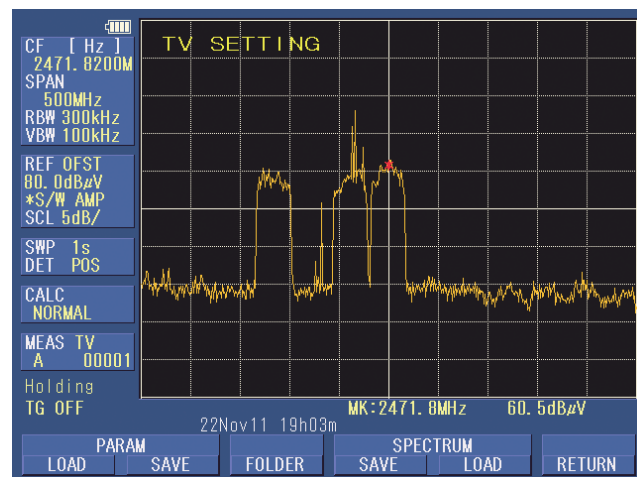 CF [ Hz ]
2471.8200M
SPAN
500MHz
RBW 300kHz
VBW 100kHz
REF OFST
80.0dBμV
*S/W AMP
SCL 5dB/
SWP 1s
DET POS
CALC
NORMAL
MEAS TV
A 00001
Holding
TG OFF
TV SETTING
MK:2471.8MHz 60.5dBμV
22Nov11 19h03m
PARAM SPECTRUM
LOAD SAVE FOLDER SAVE LOAD RETURN